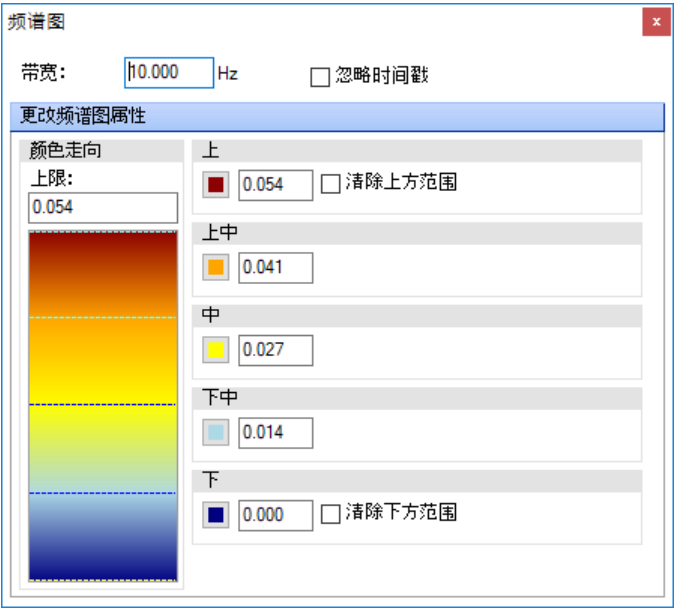 频谱图
带宽: 10.000 Hz 忽略时间戳
更改频谱图属性
颜色走向
上限:
0.054
上
0.054 清除上方范围
上中
0.041
中
0.027
下中
0.014
下
0.000 清除下方范围